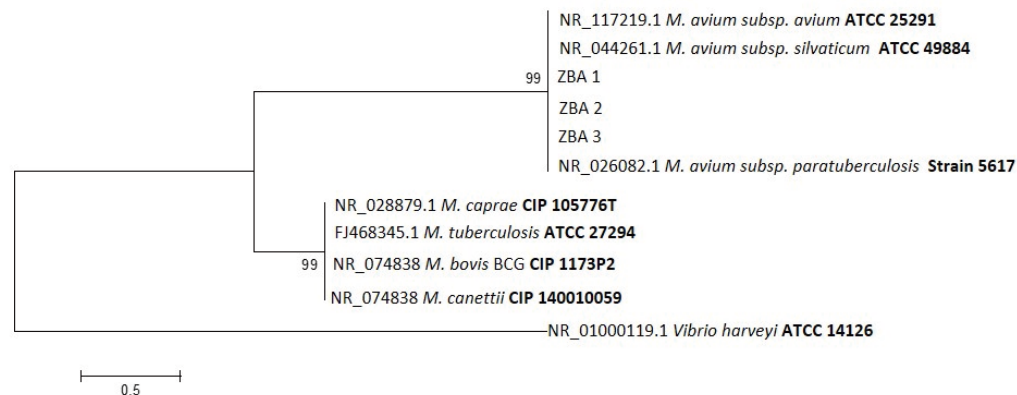 NR_117219.1 M. avium subsp. avium ATCC 25291
NR_044261.1 M. avium subsp. silvaticum ATCC 49884
99
ZBA 1
ZBA 2
ZBA 3
NR_026082.1 M. avium subsp. paratuberculosis Strain 5617
NR_028879.1 M. caprae CIP 105776T
FJ468345.1 M. tuberculosis ATCC 27294
99
NR_074838 M. bovis BCG CIP 1173P2
NR_074838 M. canettii CIP 140010059
NR_01000119.1 Vibrio harveyi ATCC 14126
0.5